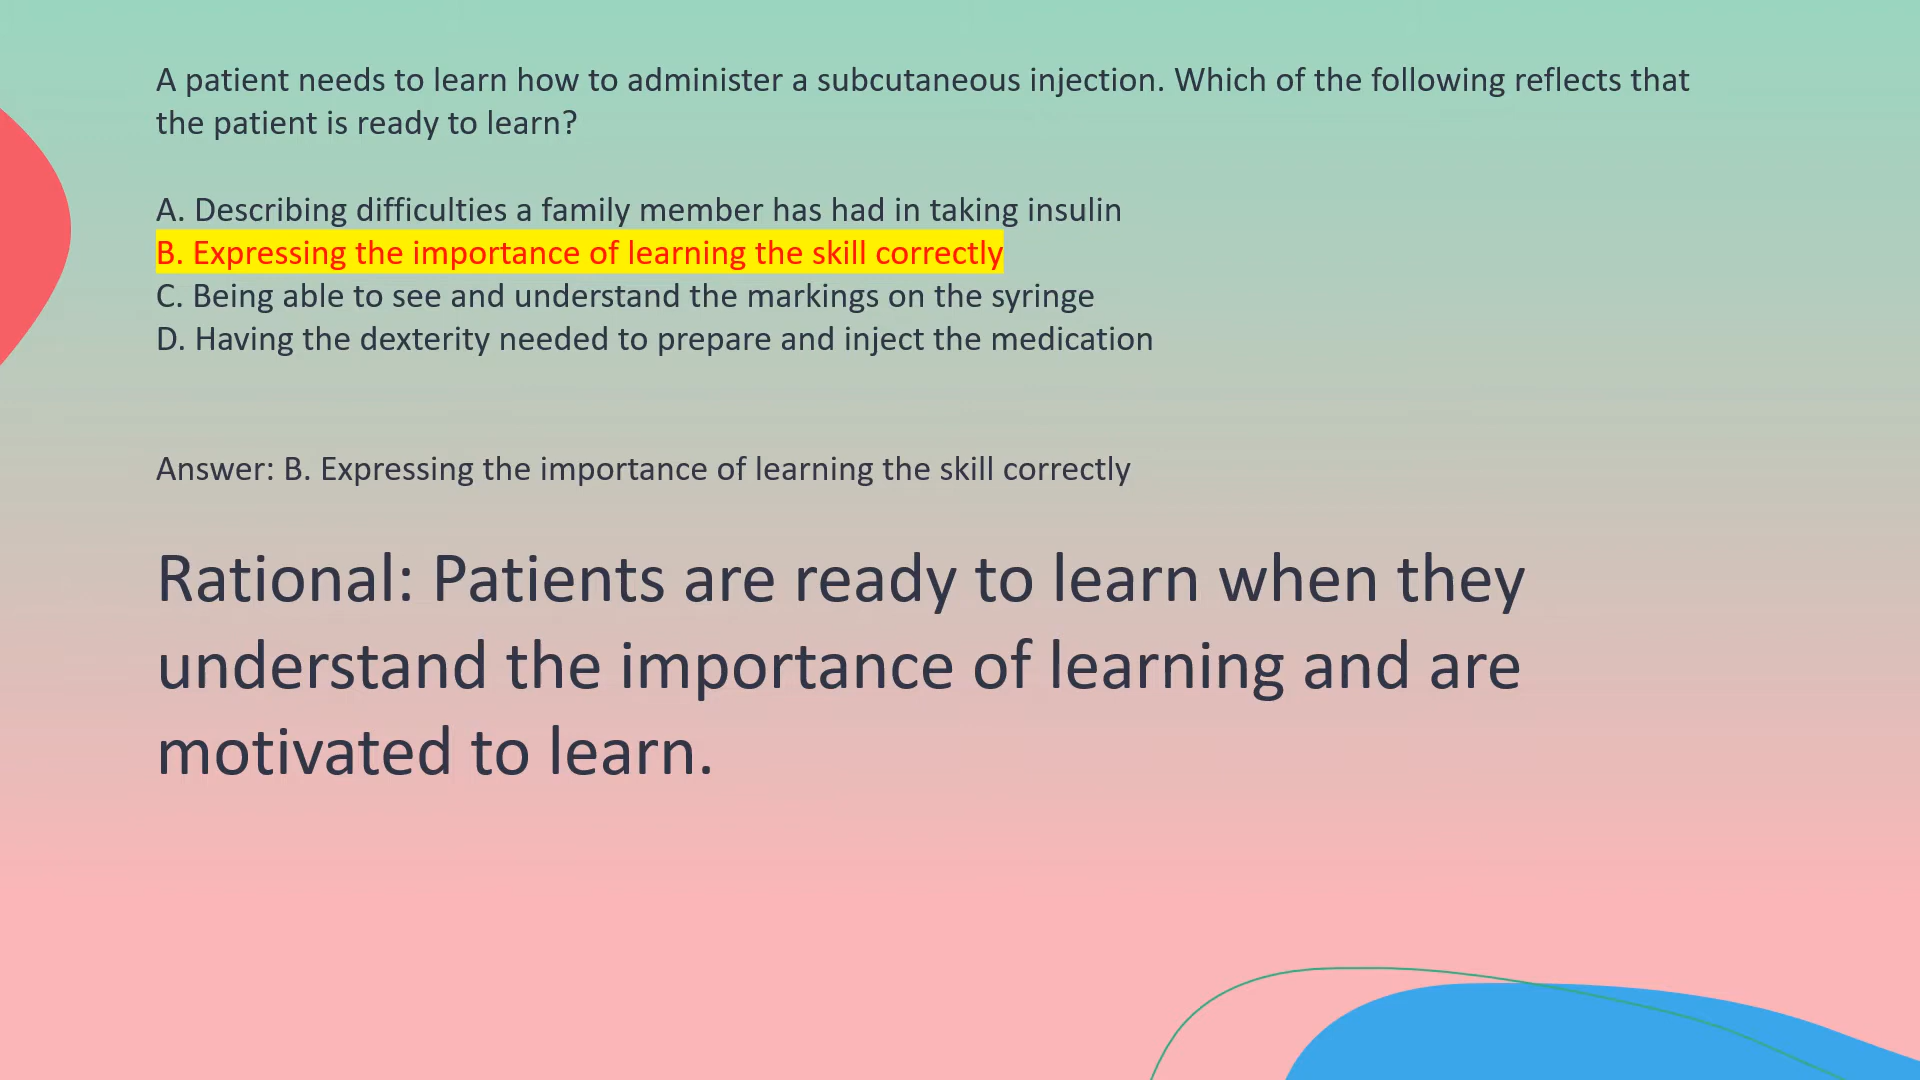 A patient needs to learn how to administer a subcutaneous injection. Which of the following reflects that
the patient is ready to learn?
A. Describing difficulties a family member has had in taking insulin
B. Expressing the importance of learning the skill correctly
C. Being able to see and understand the markings on the syringe
D. Having the dexterity needed to prepare and inject the medication
Answer: B. Expressing the importance of learning the skill correctly
Rational: Patients are ready to learn when they
understand the importance of learning and are
motivated to learn.